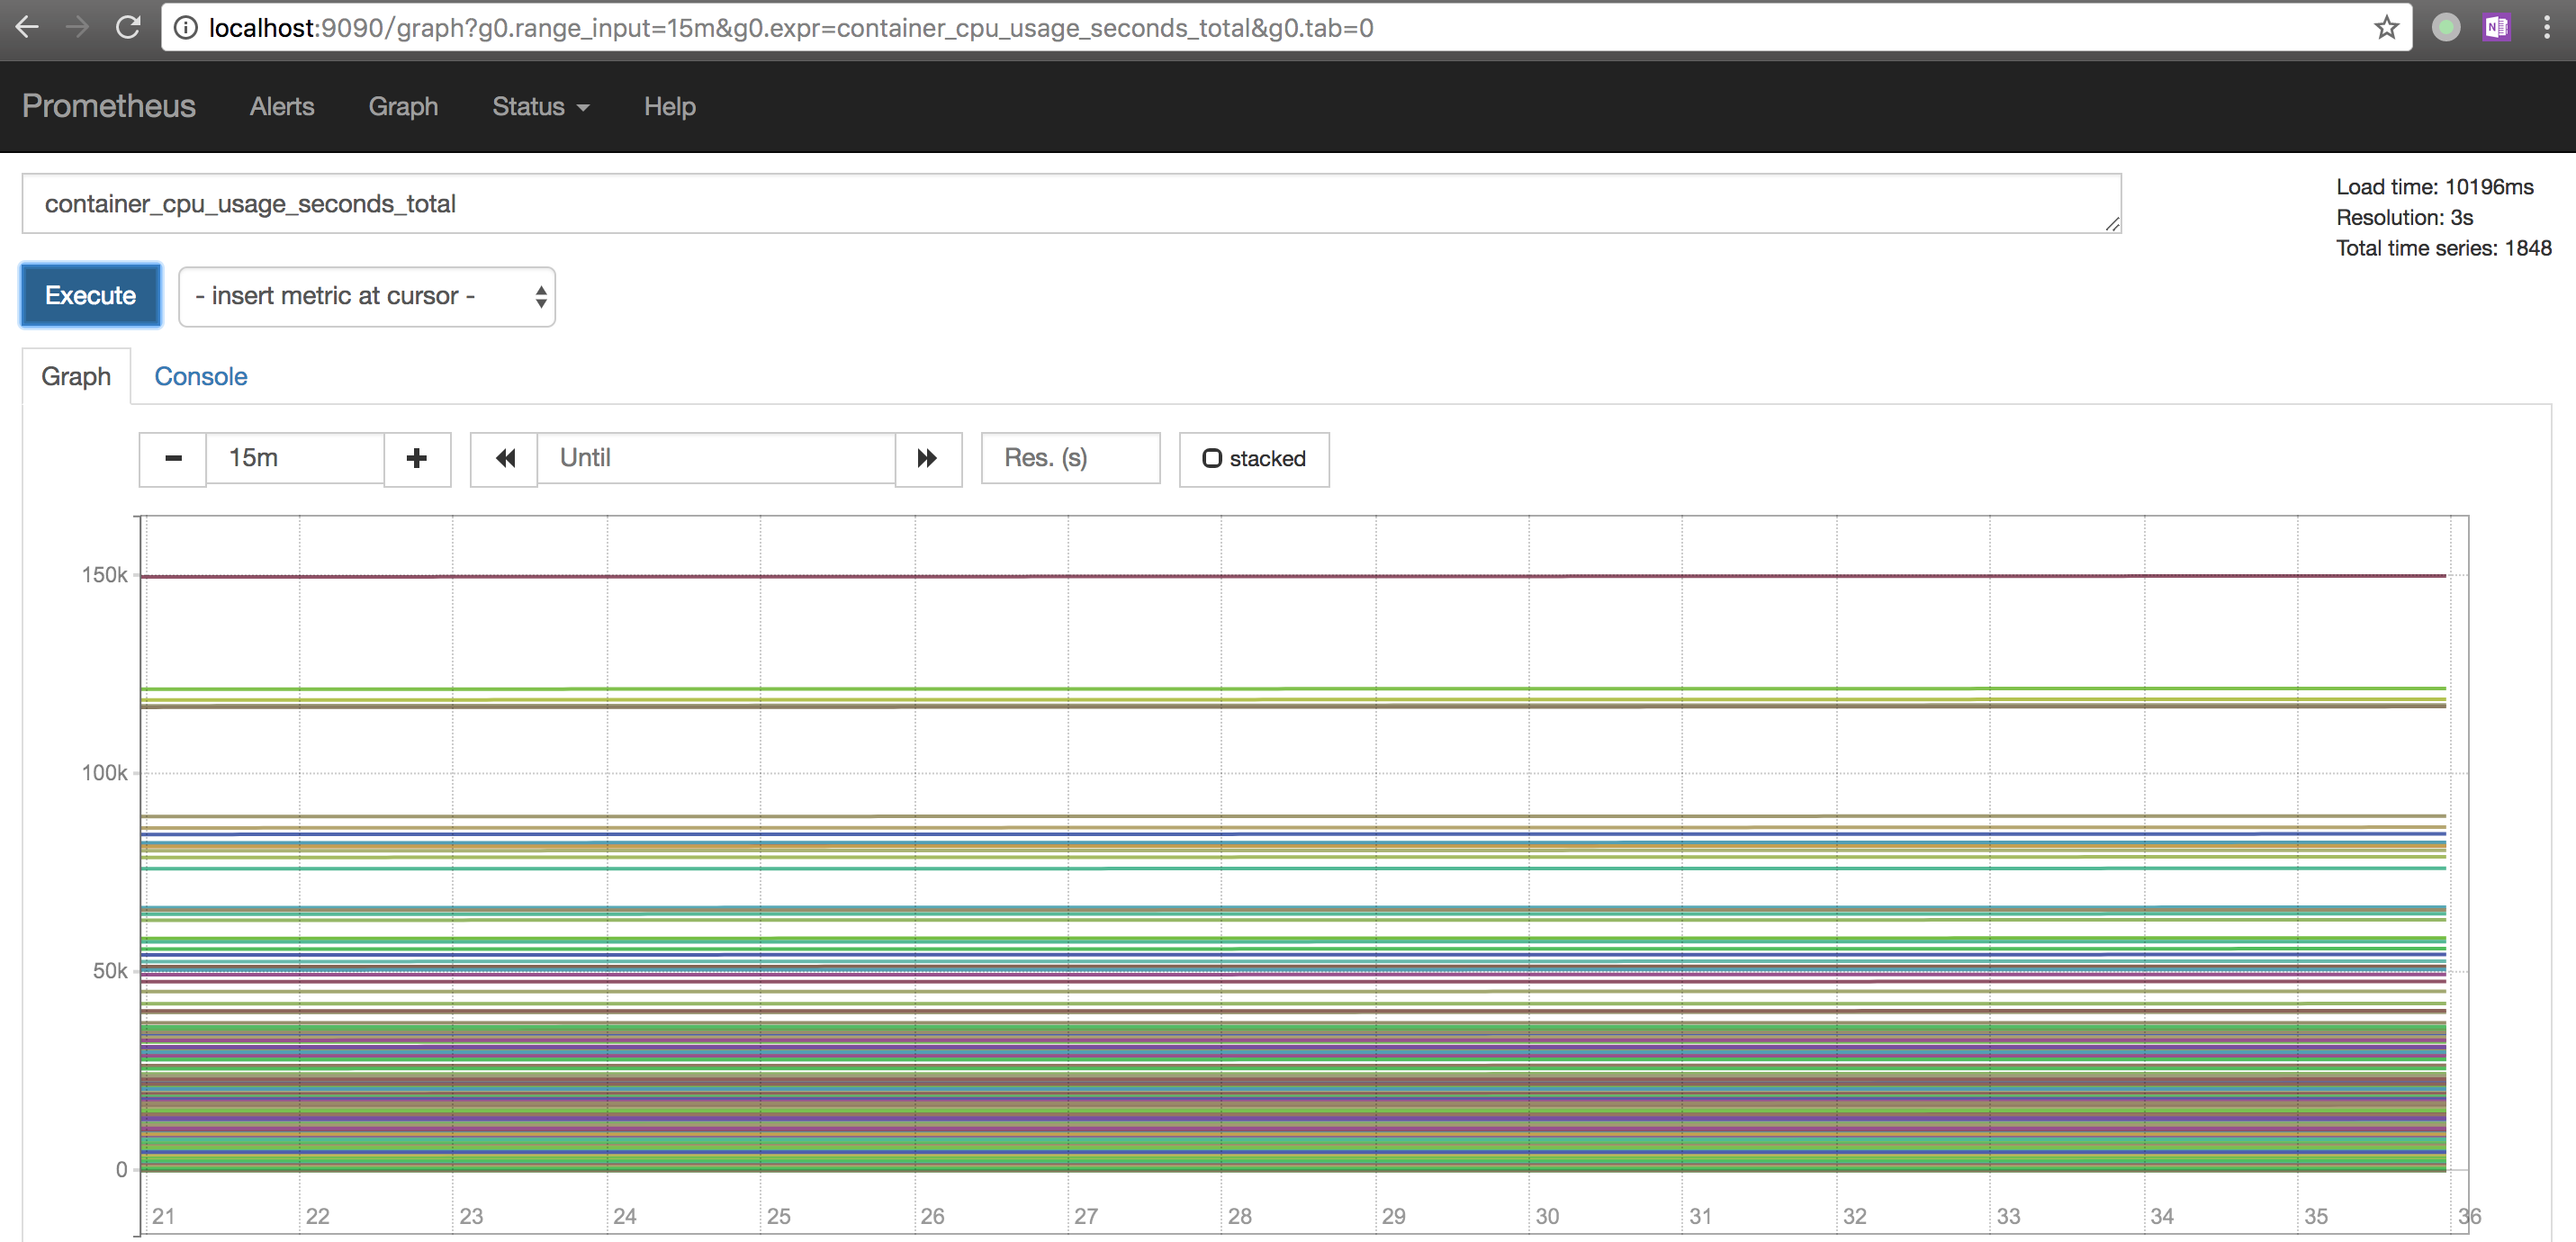 localhost:9090/graph?g0.range_input=15m&g0.expr=container_cpu_usage_seconds_total&g0.tab=0
Prometheus Alerts Graph Status Help
container_cpu_usage_seconds_total
Load time: 10196ms
Resolution: 3s
Total time series: 1848
Execute - insert metric at cursor -
Graph Console
15m Until Res. (s) stacked
150k
100k
50k
0
21 22 23 24 25 26 27 28 29 30 31 32 33 34 35 36